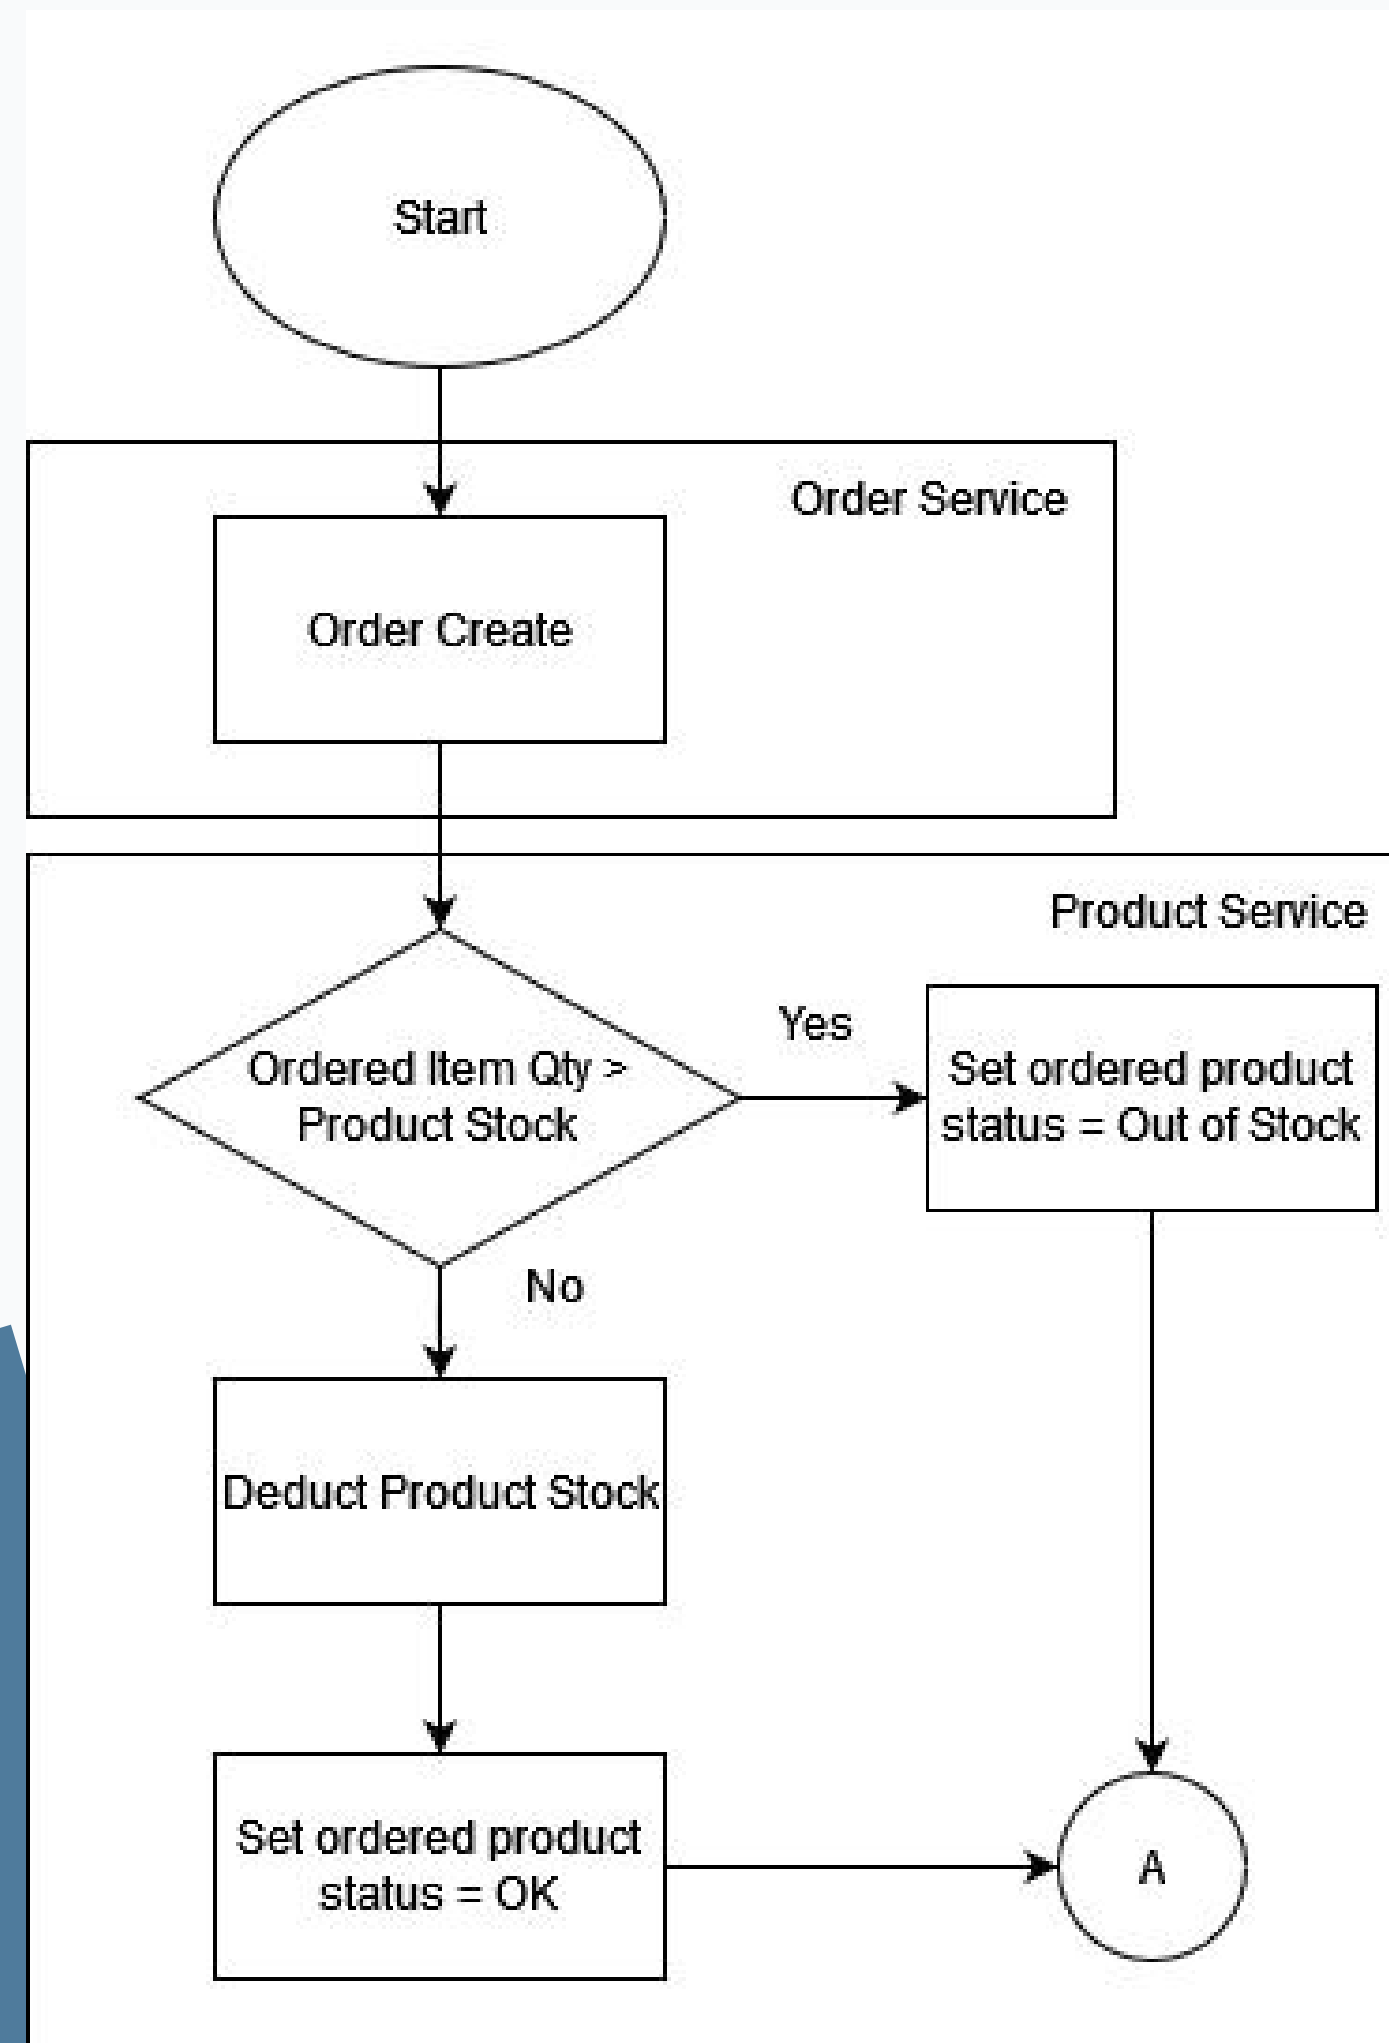 Start
Order Service
Order Create
Product Service
Yes
Ordered Item Qty >
Product Stock
Set ordered product
status = Out of Stock
No
Deduct Product Stock
Set ordered product
status = OK
A